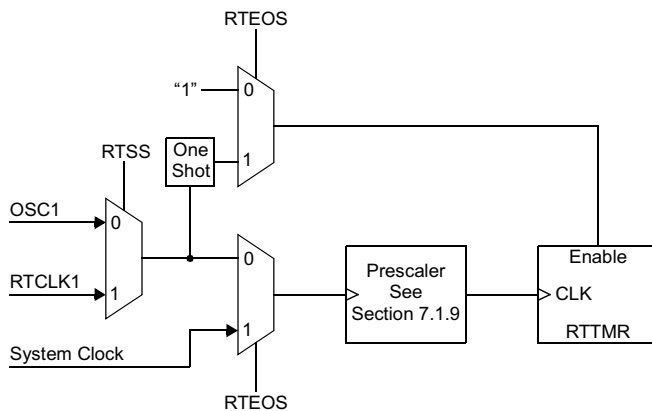 RTEOS
“1”
0
1
One
Shot
RTSS
OSC1
0
RTCLK1
1
System Clock
0
1
RTEOS
Prescaler
See
Section 7.1.9
Enable
CLK
RTTMR